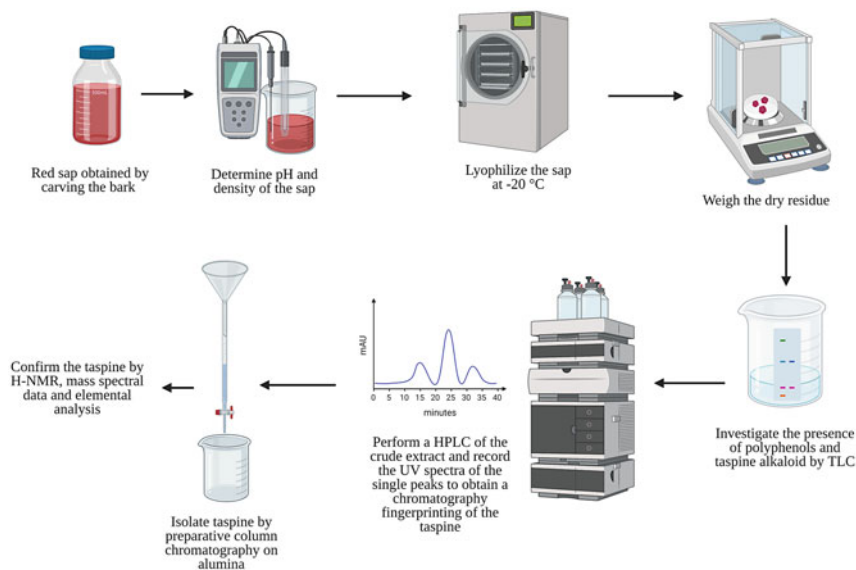 Red sap obtained by
carving the bark
Determine pH and
density of the sap
Lyophilize the sap
at -20 °C
Weigh the dry residue
Investigate the presence
of polyphenols and
taspine alkaloid by TLC
mAU
0 5 10 15 20 25 30 35 40
minutes
Perform a HPLC of the
crude extract and record
the UV spectra of the
single peaks to obtain a
chromatography
fingerprinting of the
taspine
Isolate taspine by
preparative column
chromatography on
alumina
Confirm the taspine by
H-NMR, mass spectral
data and elemental
analysis